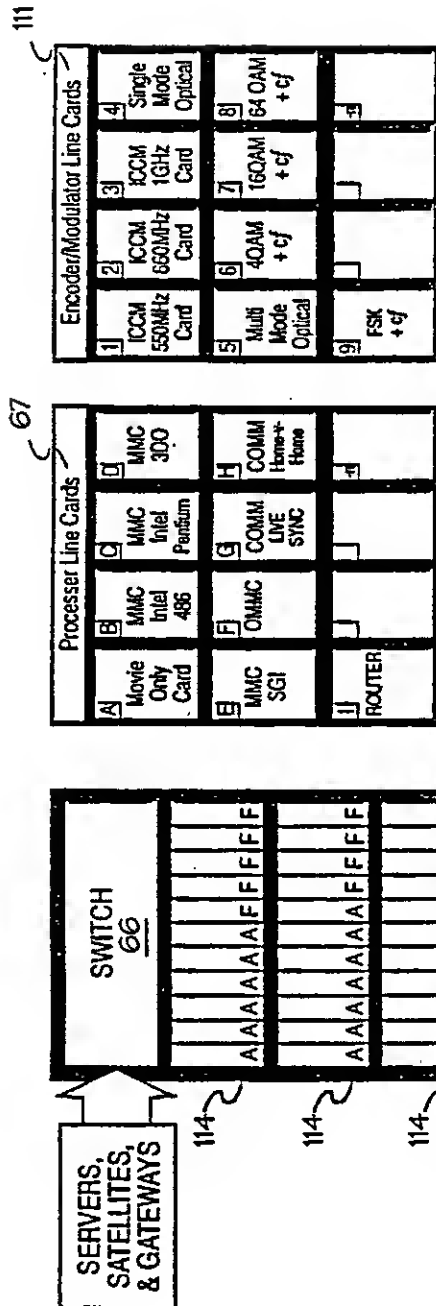 SERVERS,
SATELLITES,
& GATEWAYS
SWITCH
66
114
A A A A A A F F F F F
114
A A A A A A A F F F F
114
67
Processer Line Cards
A
Movie
Only
Card
B
MMC
Intel
486
C
MMC
Intel
Pentium
D
MMC
3DO
E
MMC
SGI
F
OMMC
G
COMM
LIVE
SYNC
H
COMM
Home-v-
Home
I
ROUTER
n
111
Encoder/Modulator Line Cards
1
ICCM
550MHz
Card
2
ICCM
660MHz
Card
3
ICCM
1GHz
Card
4
Single
Mode
Optical
5
Multi
Mode
Optical
6
4QAM
+ cf
7
16QAM
+ cf
8
64 QAM
+ cf
9
FSK
+ cf
n